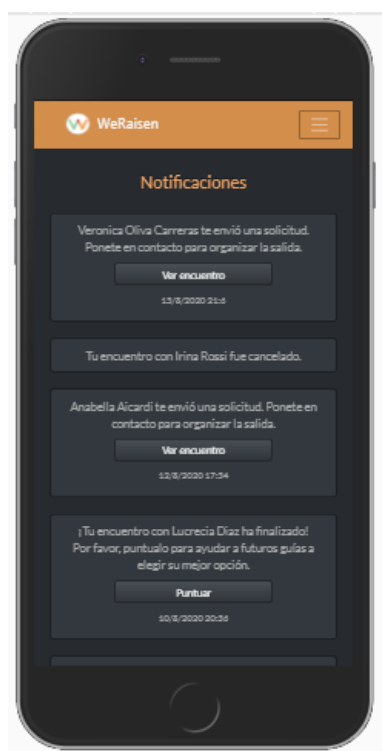 WeRaisen
Notificaciones
Veronica Oliva Carreras te envió una solicitud.
Ponete en contacto para organizar la salida.
Ver encuentro
13/8/2020 21:6
Tu encuentro con Irina Rossi fue cancelado.
Anabella Aicardi te envió una solicitud. Ponete en
contacto para organizar la salida.
Ver encuentro
12/8/2020 17:34
¡Tu encuentro con Lucrecia Diaz ha finalizado!
Por favor, puntualo para ayudar a futuros guías a
elegir su mejor opción.
Puntuar
10/8/2020 20:36